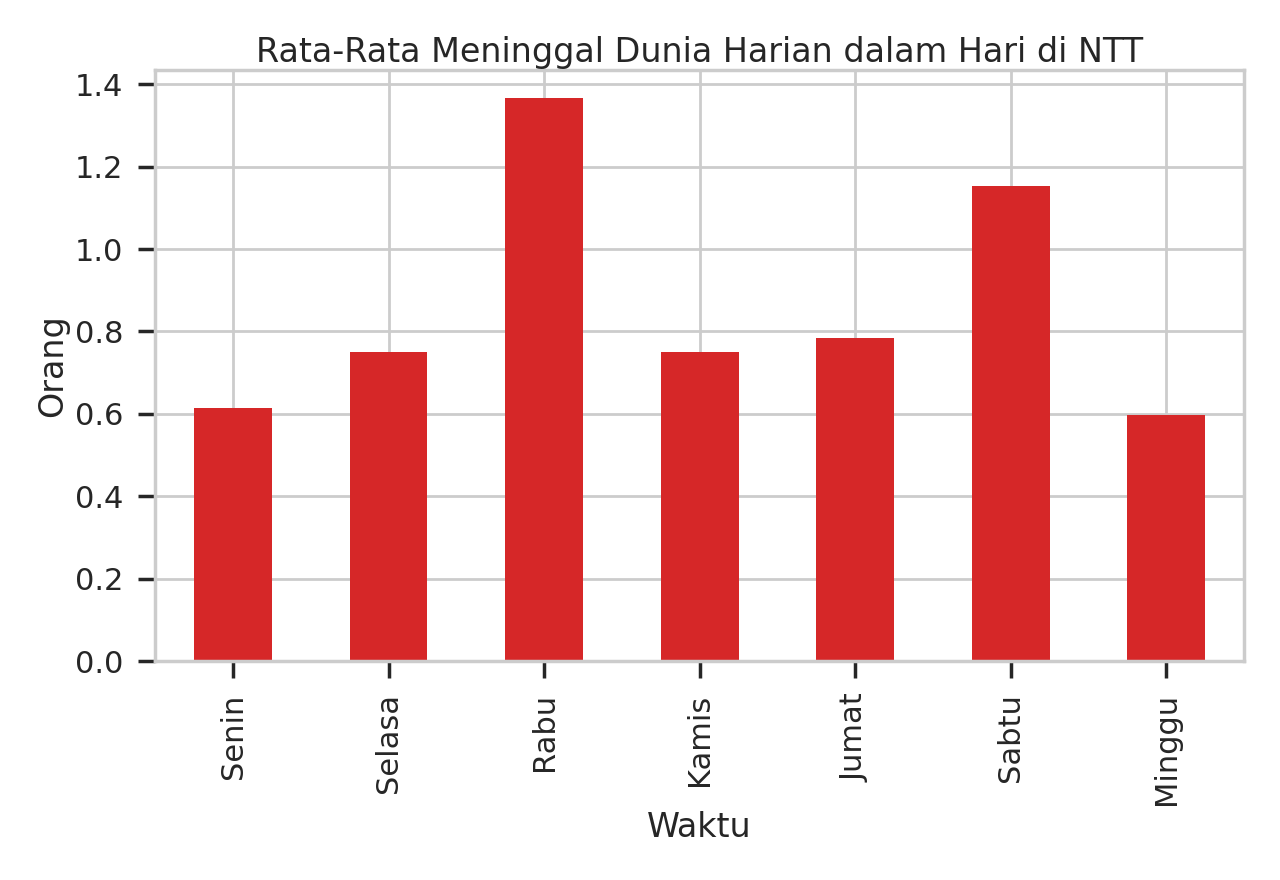 Rata-Rata Meninggal Dunia Harian dalam Hari di NTT
1.4
1.2
1.0
0.8
0.6
0.4
0.2
0.0
Orang
Senin
Selasa
Rabu
Kamis
Jumat
Sabtu
Minggu
Waktu